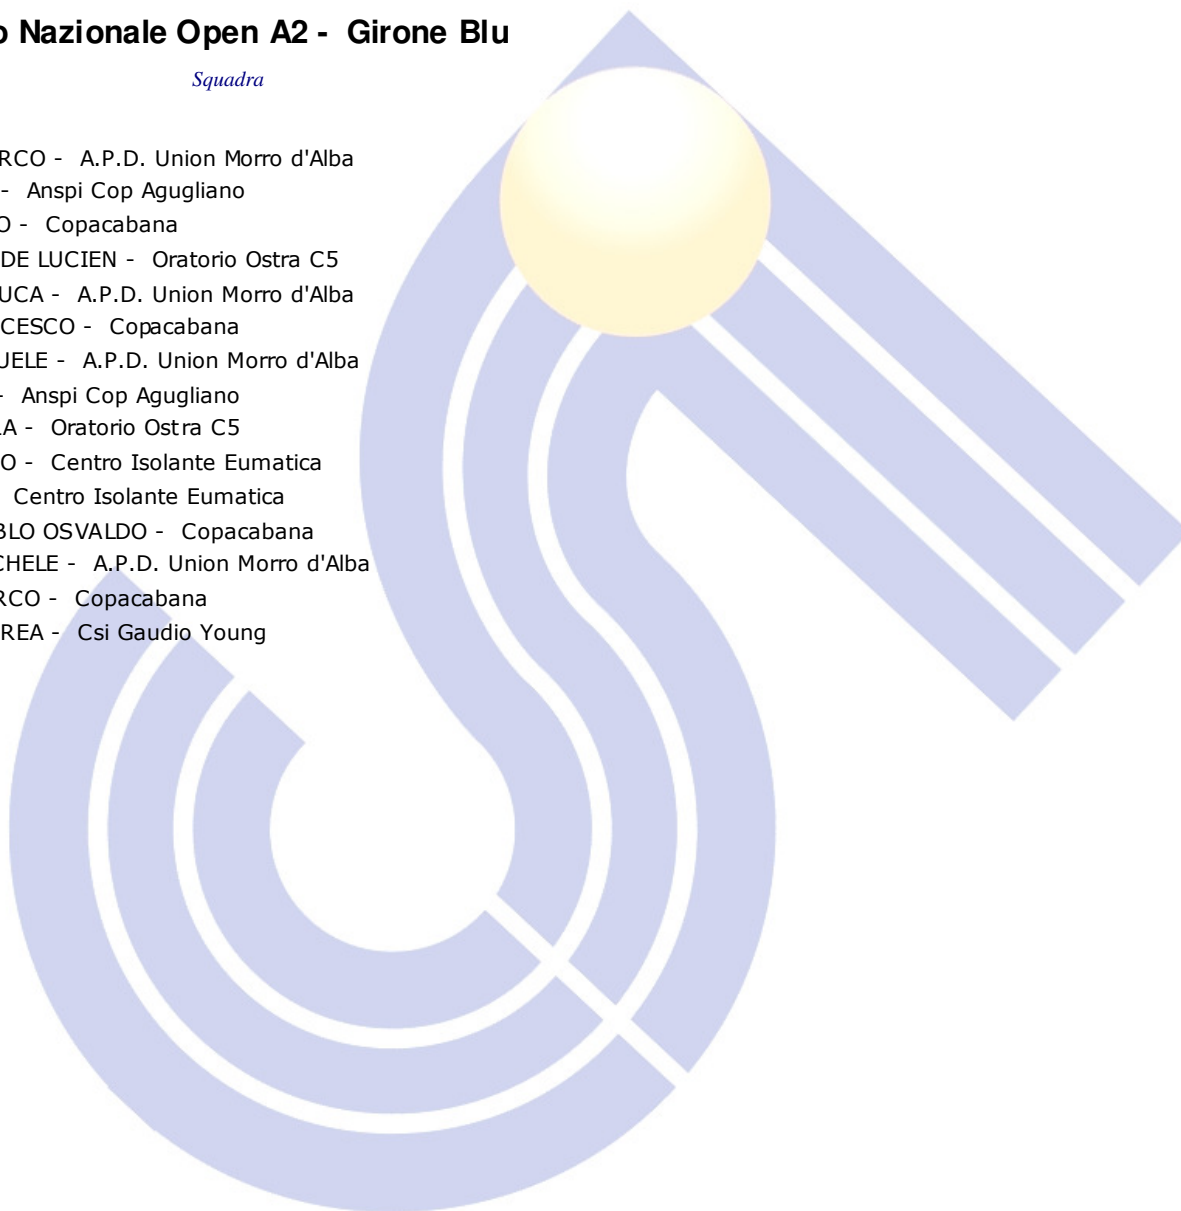 o Nazionale Open A2 - Girone Blu
Squadra
RCO - A.P.D. Union Morro d'Alba
- Anspi Cop Agugliano
O - Copacabana
DE LUCIEN - Oratorio Ostra C5
UCA - A.P.D. Union Morro d'Alba
CESCO - Copacabana
UELE - A.P.D. Union Morro d'Alba
- Anspi Cop Agugliano
LA - Oratorio Ostra C5
O - Centro Isolante Eumatica
Centro Isolante Eumatica
BLO OSVALDO - Copacabana
CHELE - A.P.D. Union Morro d'Alba
RCO - Copacabana
REA - Csi Gaudio Young